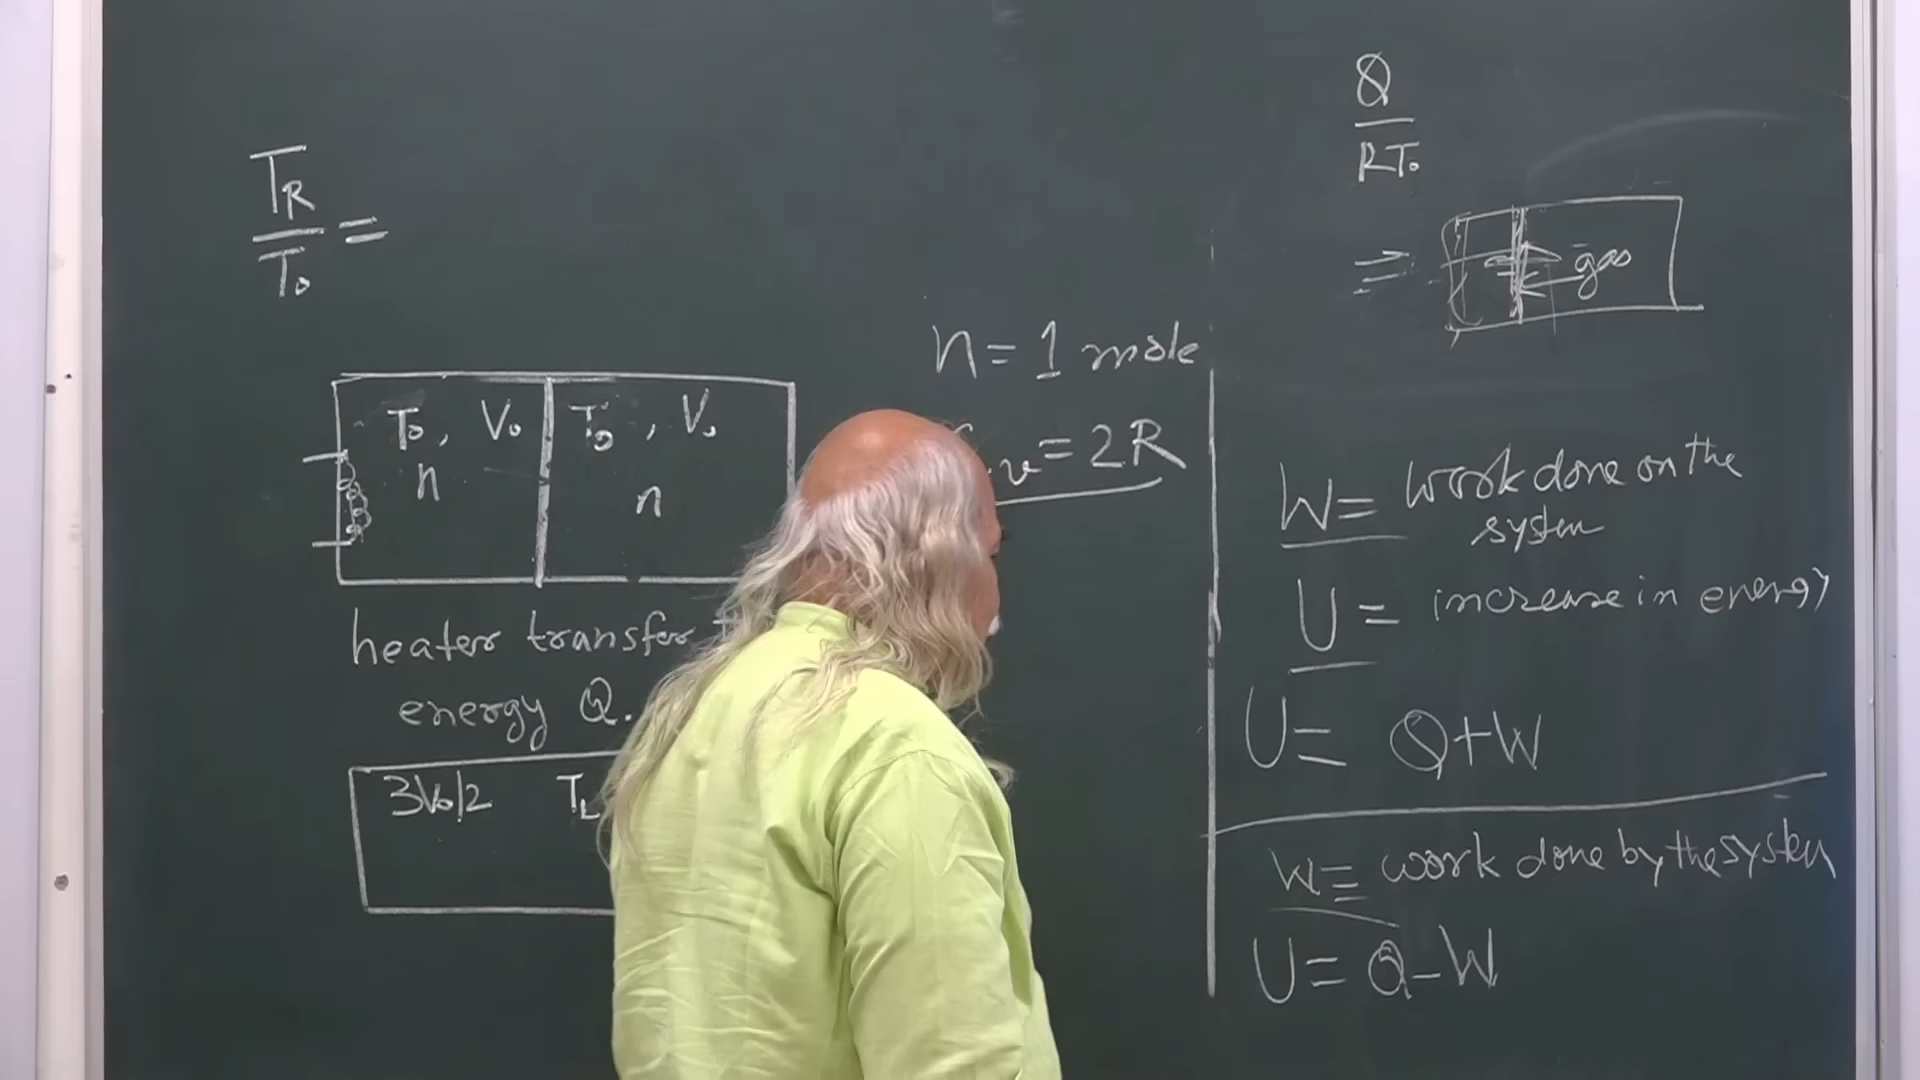 T_R
T₀ =
T₀, V₀
n
T₀, V₀
n
heater transfer
energy Q.
3V₀/2 T_L
n = 1 mole
v = 2R
Q
RT₀
⇒
gas
W = work done on the
system
U = increase in energy
U = Q+W
W = work done by the system
U = Q-W